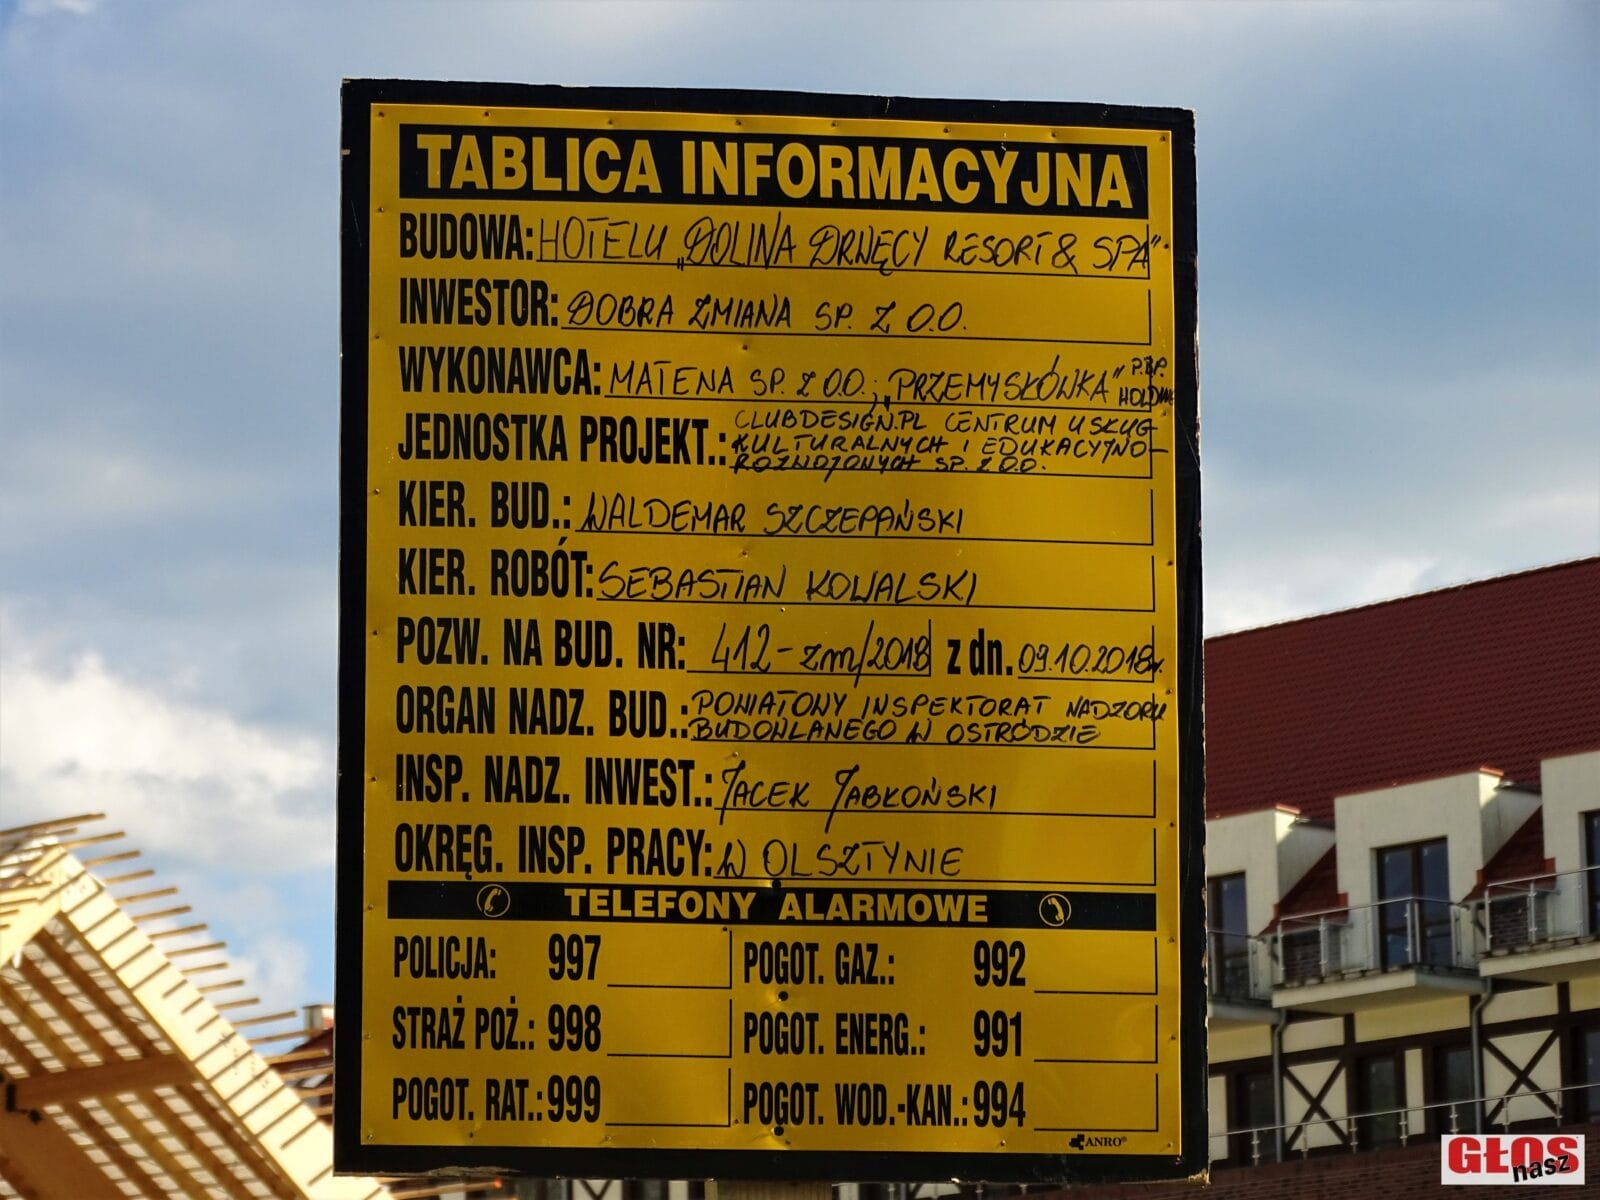 TABLICA INFORMACYJNA
BUDOWA: HOTELU „DOLINA DRWĘCY RESORT & SPA".
INWESTOR: DOBRA ZMIANA SP. Z O.O.
WYKONAWCA: MATENA SP. Z O.O.; „PRZEMYSŁÓWKA" P.B.P. HOLDING
JEDNOSTKA PROJEKT.: CLUBDESIGN.PL CENTRUM USŁUG
KULTURALNYCH I EDUKACYJNO-
ROZWOJOWYCH SP. Z O.O.
KIER. BUD.: WALDEMAR SZCZEPAŃSKI
KIER. ROBÓT: SEBASTIAN KOWALSKI
POZW. NA BUD. NR: 412-zm/2018 z dn. 09.10.2018r.
ORGAN NADZ. BUD.: POWIATOWY INSPEKTORAT NADZORU
BUDOWLANEGO W OSTRÓDZIE
INSP. NADZ. INWEST.: JACEK JABŁOŃSKI
OKRĘG. INSP. PRACY: W OLSZTYNIE
TELEFONY ALARMOWE
POLICJA: 997 POGOT. GAZ.: 992
STRAŻ POŻ.: 998 POGOT. ENERG.: 991
POGOT. RAT.: 999 POGOT. WOD.-KAN.: 994
ANRO®
GŁOS
nasz